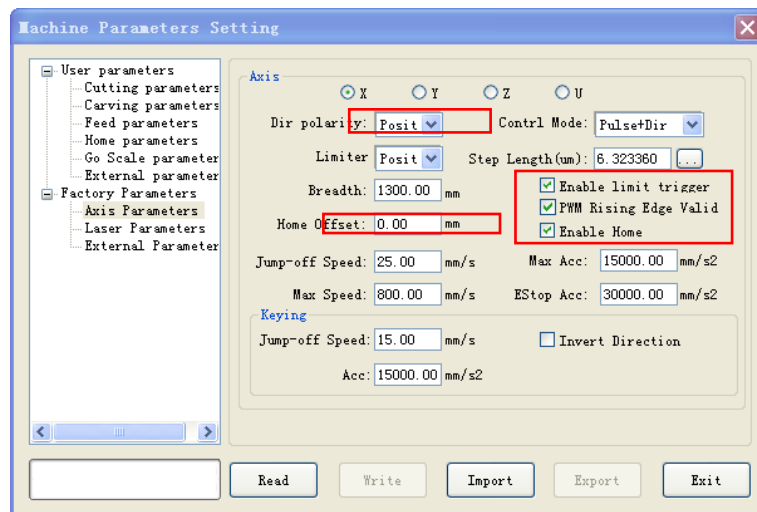 Machine Parameters Setting
User parameters
Cutting parameters
Carving parameters
Feed parameters
Home parameters
Go Scale parameter
External parameter
Factory Parameters
Axis Parameters
Laser Parameters
External Parameter
Axis
X Y Z U
Dir polarity: Posit Contrl Mode: Pulse+Dir
Limiter Posit Step Length(um): 6.323360 ...
Breadth: 1300.00 mm Enable limit trigger
PWM Rising Edge Valid
Home Offset: 0.00 mm Enable Home
Jump-off Speed: 25.00 mm/s Max Acc: 15000.00 mm/s2
Max Speed: 800.00 mm/s EStop Acc: 30000.00 mm/s2
Keying
Jump-off Speed: 15.00 mm/s Invert Direction
Acc: 15000.00 mm/s2
Read Write Import Export Exit